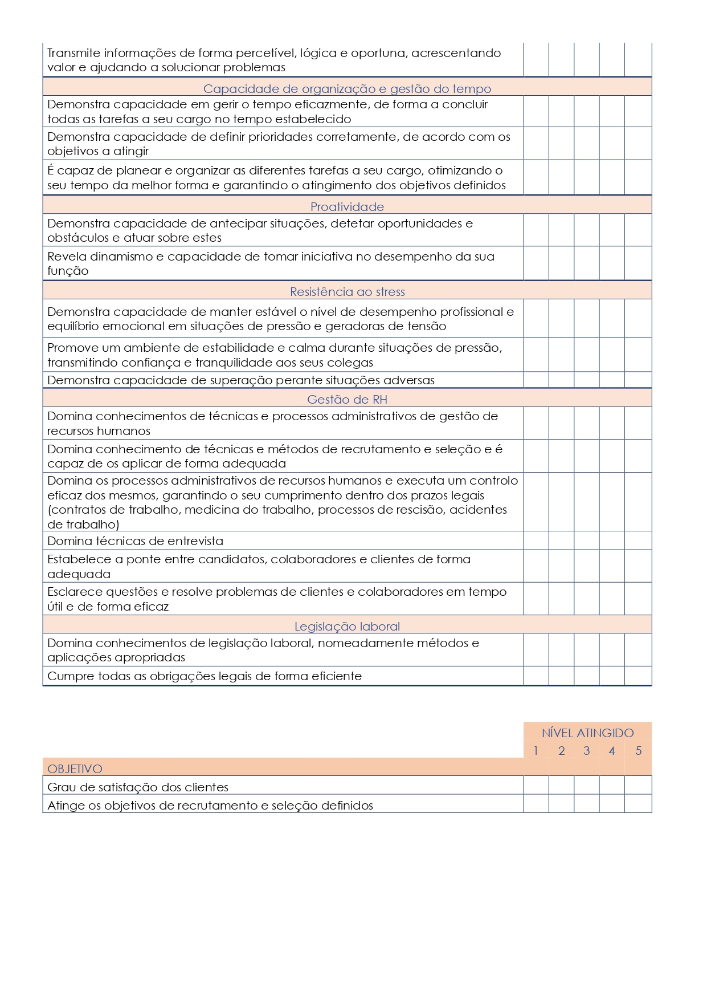 Transmite informações de forma percetível, lógica e oportuna, acrescentando
valor e ajudando a solucionar problemas
Capacidade de organização e gestão do tempo
Demonstra capacidade em gerir o tempo eficazmente, de forma a concluir
todas as tarefas a seu cargo no tempo estabelecido
Demonstra capacidade de definir prioridades corretamente, de acordo com os
objetivos a atingir
É capaz de planear e organizar as diferentes tarefas a seu cargo, otimizando o
seu tempo da melhor forma e garantindo o atingimento dos objetivos definidos
Proatividade
Demonstra capacidade de antecipar situações, detetar oportunidades e
obstáculos e atuar sobre estes
Revela dinamismo e capacidade de tomar iniciativa no desempenho da sua
função
Resistência ao stress
Demonstra capacidade de manter estável o nível de desempenho profissional e
equilíbrio emocional em situações de pressão e geradoras de tensão
Promove um ambiente de estabilidade e calma durante situações de pressão,
transmitindo confiança e tranquilidade aos seus colegas
Demonstra capacidade de superação perante situações adversas
Gestão de RH
Domina conhecimentos de técnicas e processos administrativos de gestão de
recursos humanos
Domina conhecimento de técnicas e métodos de recrutamento e seleção e é
capaz de os aplicar de forma adequada
Domina os processos administrativos de recursos humanos e executa um controlo
eficaz dos mesmos, garantindo o seu cumprimento dentro dos prazos legais
(contratos de trabalho, medicina do trabalho, processos de rescisão, acidentes
de trabalho)
Domina técnicas de entrevista
Estabelece a ponte entre candidatos, colaboradores e clientes de forma
adequada
Esclarece questões e resolve problemas de clientes e colaboradores em tempo
útil e de forma eficaz
Legislação laboral
Domina conhecimentos de legislação laboral, nomeadamente métodos e
aplicações apropriadas
Cumpre todas as obrigações legais de forma eficiente
NÍVEL ATINGIDO
1 2 3 4 5
OBJETIVO
Grau de satisfação dos clientes
Atinge os objetivos de recrutamento e seleção definidos